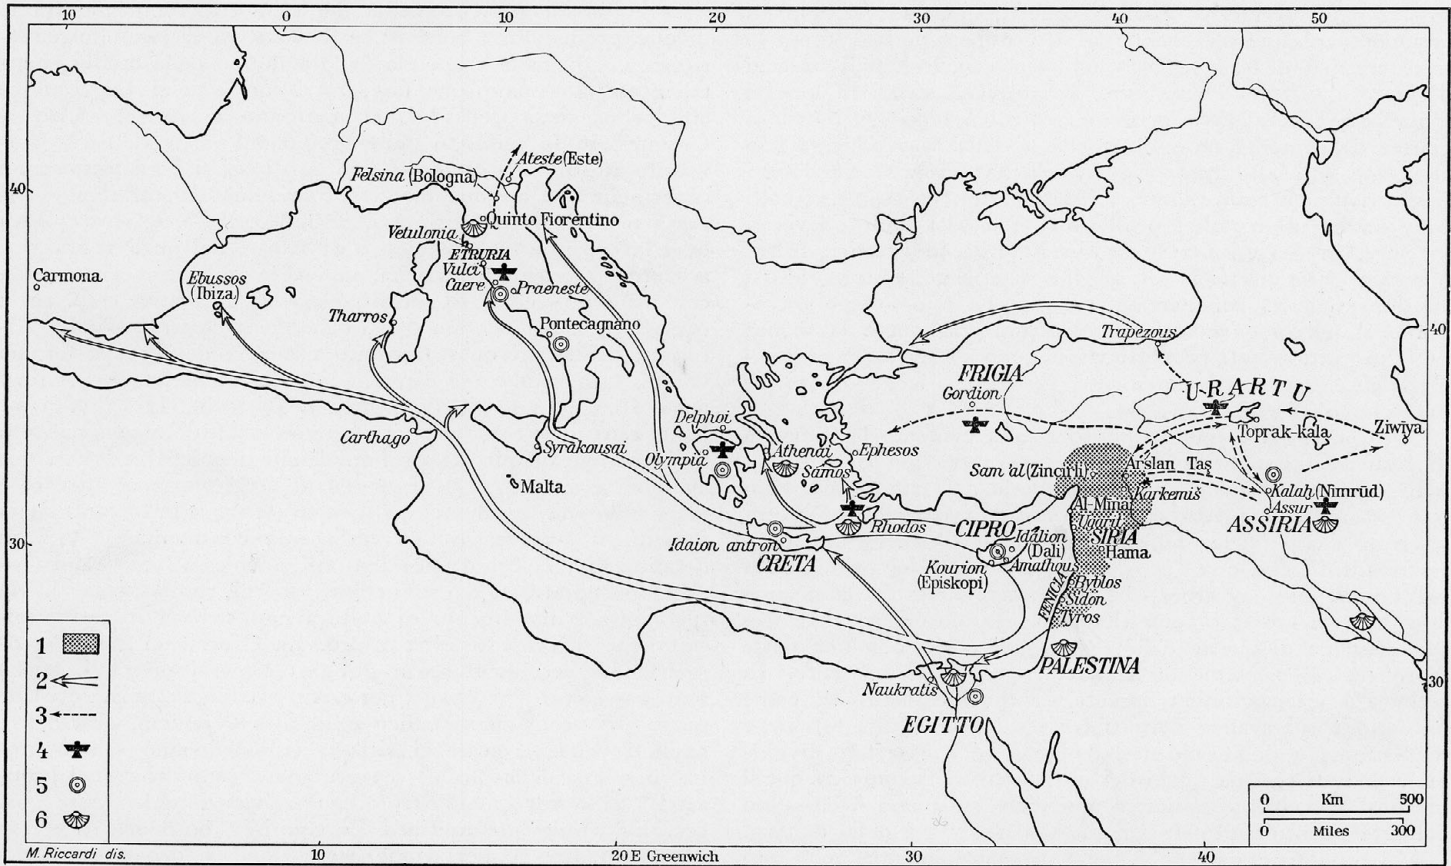 10
0
10
20
30
40
50
40
40
30
30
Ateste (Este)
Felsina (Bologna)
Quinto Fiorentino
Vetulonia
ETRURIA
Vulci
Caere
Praeneste
Carmona
Ebussos
(Ibiza)
Tharros
Pontecagnano
Trapezous
URARTU
FRIGIA
Gordion
Toprak-kala
Ziwiya
Delphoi
Olympia
Athenai
Samos
Ephesos
Carthago
Syrakousai
Malta
Sam'al (Zincirli)
Arslan Tas
Karkemiš
Kalah (Nimrūd)
Assur
ASSIRIA
Al-Mina
Ugarit
SIRIA
Hama
Rhodos
CIPRO
Idalion
(Dali)
Amathous
Kourion
(Episkopi)
Idaion antron
CRETA
FENICIA
Byblos
Sidon
Tyros
PALESTINA
Naukratis
EGITTO
1
2
3
4
5
6
0 Km 500
0 Miles 300
M. Riccardi dis.
10
20 E Greenwich
30
40